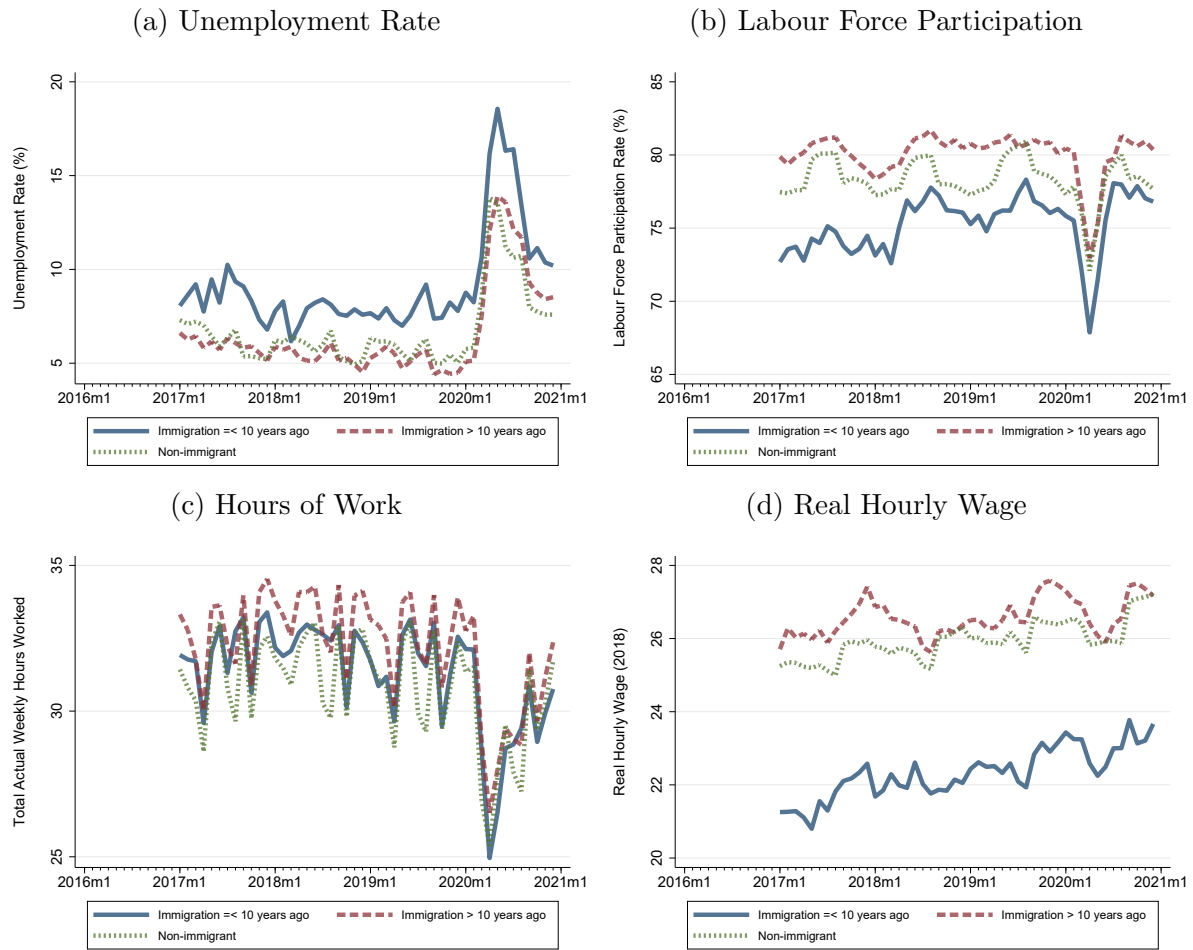 (a) Unemployment Rate
Unemployment Rate (%)
20
15
10
5
2016m1 2017m1 2018m1 2019m1 2020m1 2021m1
Immigration =< 10 years ago Immigration > 10 years ago
Non-immigrant
(b) Labour Force Participation
Labour Force Participation Rate (%)
85
80
75
70
65
2016m1 2017m1 2018m1 2019m1 2020m1 2021m1
Immigration =< 10 years ago Immigration > 10 years ago
Non-immigrant
(c) Hours of Work
Total Actual Weekly Hours Worked
35
30
25
2016m1 2017m1 2018m1 2019m1 2020m1 2021m1
Immigration =< 10 years ago Immigration > 10 years ago
Non-immigrant
(d) Real Hourly Wage
Real Hourly Wage (2018)
28
26
24
22
20
2016m1 2017m1 2018m1 2019m1 2020m1 2021m1
Immigration =< 10 years ago Immigration > 10 years ago
Non-immigrant